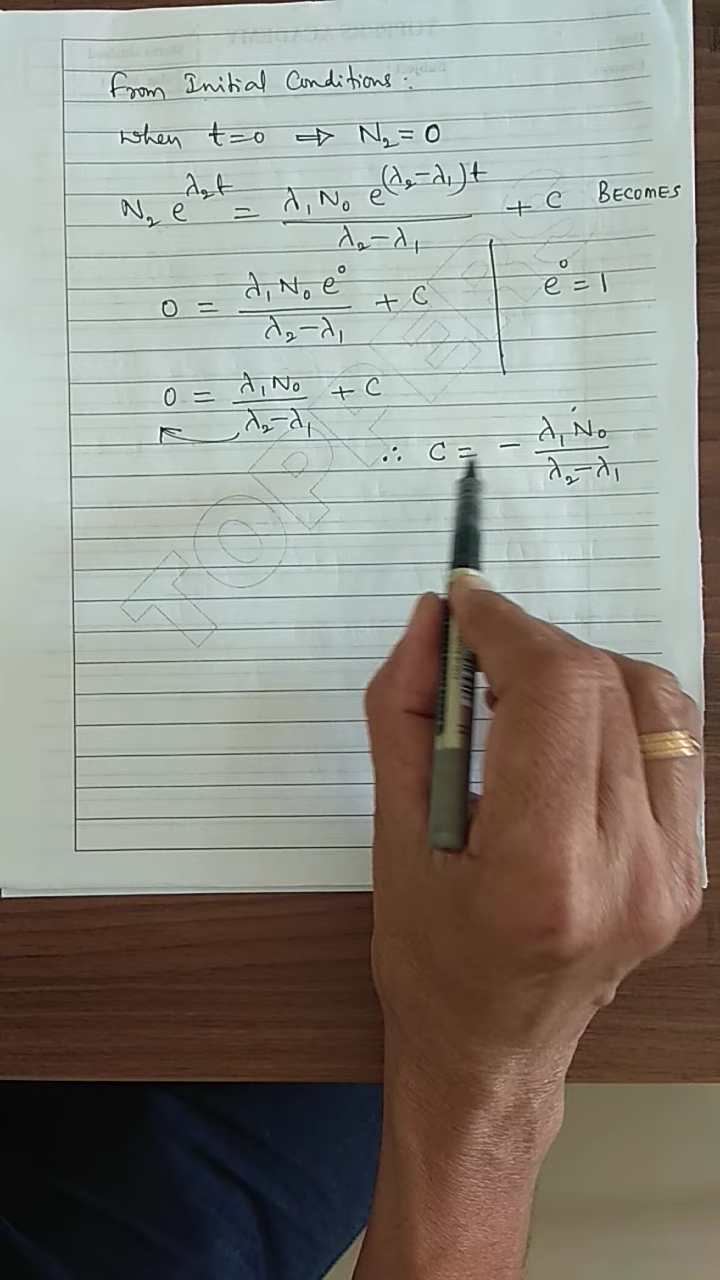 From Initial Conditions :
when t=0 ⇒ N₂ = 0
N₂ e^{λ₂t} = λ₁ N₀ e^{(λ₂-λ₁)t} / λ₂-λ₁ + C BECOMES
0 = λ₁ N₀ e⁰ / λ₂-λ₁ + C | e⁰ = 1
0 = λ₁ N₀ / λ₂-λ₁ + C
∴ C = - λ₁ N₀ / λ₂-λ₁
TOPPERS